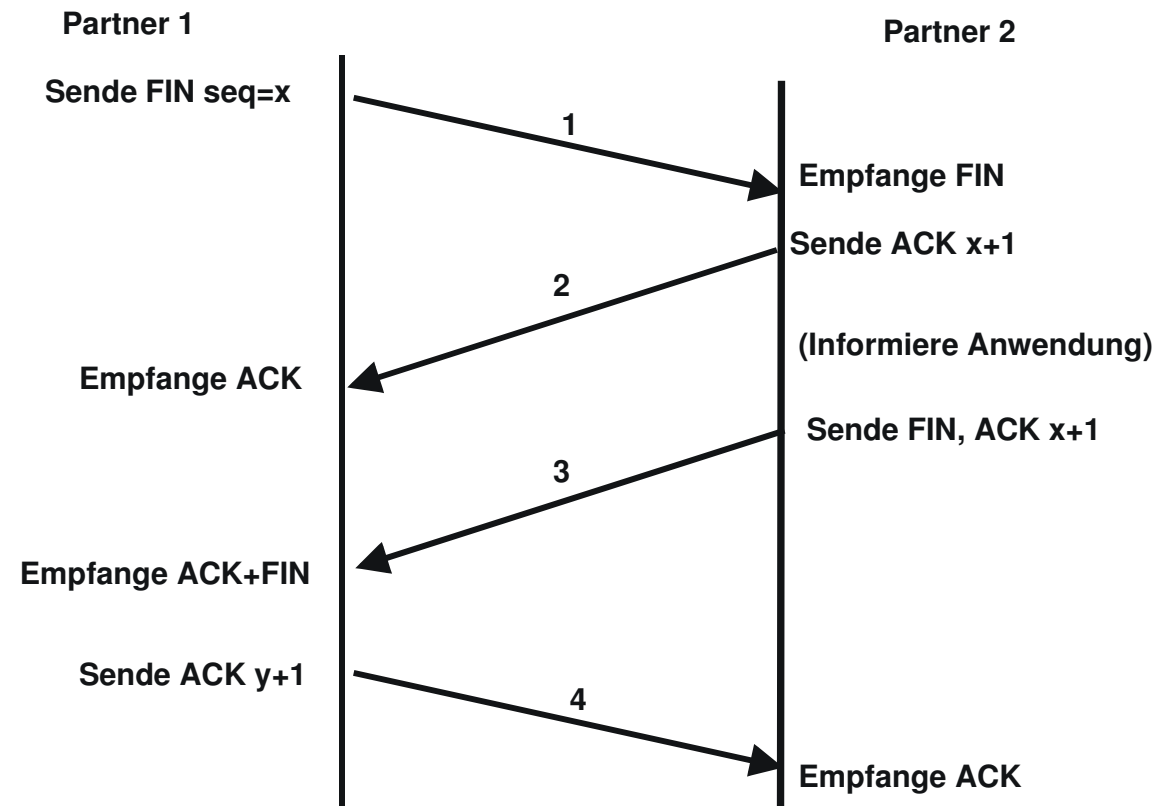 Partner 1
Partner 2
Sende FIN seq=x
1
Empfange FIN
Sende ACK x+1
2
(Informiere Anwendung)
Empfange ACK
Sende FIN, ACK x+1
3
Empfange ACK+FIN
Sende ACK y+1
4
Empfange ACK